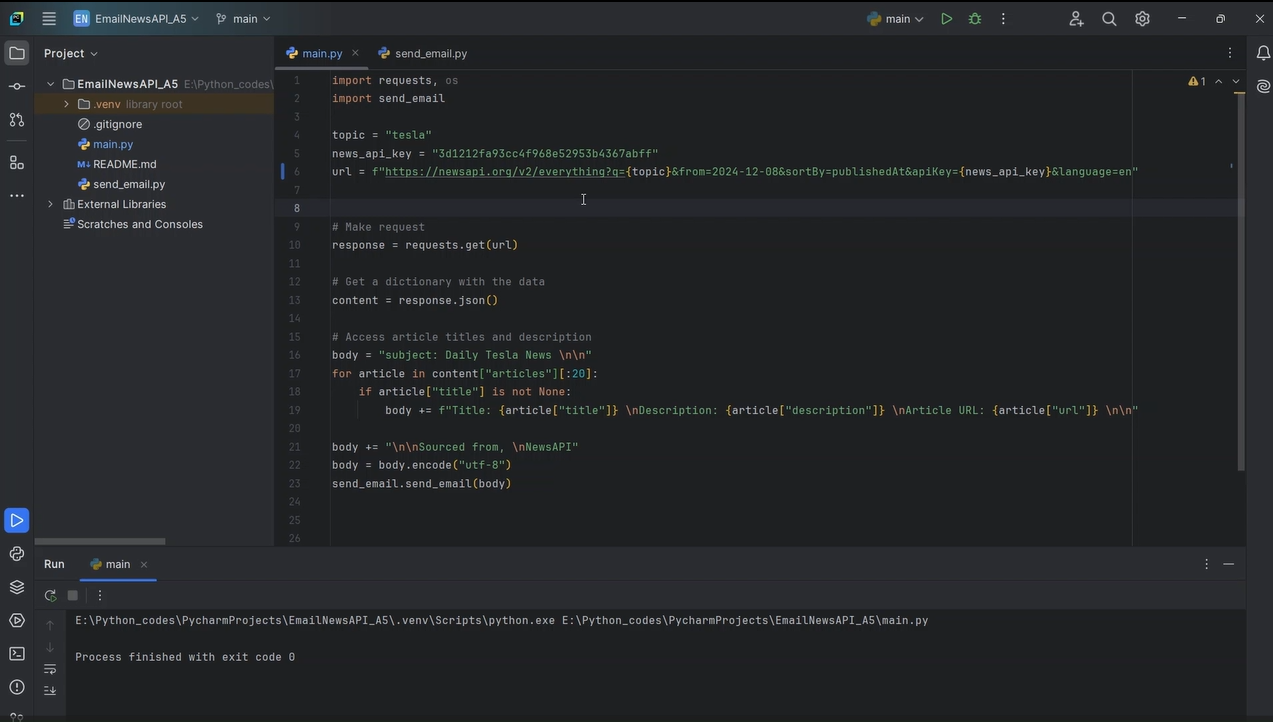 EN EmailNewsAPI_A5 main main
Project main.py send_email.py
EmailNewsAPI_A5 E:\Python_codes\
.venv library root
.gitignore
main.py
M↓ README.md
send_email.py
External Libraries
Scratches and Consoles
1
1 import requests, os
2 import send_email
3
4 topic = "tesla"
5 news_api_key = "3d1212fa93cc4f968e52953b4367abff"
6 url = f"https://newsapi.org/v2/everything?q={topic}&from=2024-12-08&sortBy=publishedAt&apiKey={news_api_key}&language=en"
7
8
9 # Make request
10 response = requests.get(url)
11
12 # Get a dictionary with the data
13 content = response.json()
14
15 # Access article titles and description
16 body = "subject: Daily Tesla News \n\n"
17 for article in content["articles"][:20]:
18 if article["title"] is not None:
19 body += f"Title: {article["title"]} \nDescription: {article["description"]} \nArticle URL: {article["url"]} \n\n"
20
21 body += "\n\nSourced from, \nNewsAPI"
22 body = body.encode("utf-8")
23 send_email.send_email(body)
24
25
26
Run main
E:\Python_codes\PycharmProjects\EmailNewsAPI_A5\.venv\Scripts\python.exe E:\Python_codes\PycharmProjects\EmailNewsAPI_A5\main.py
Process finished with exit code 0